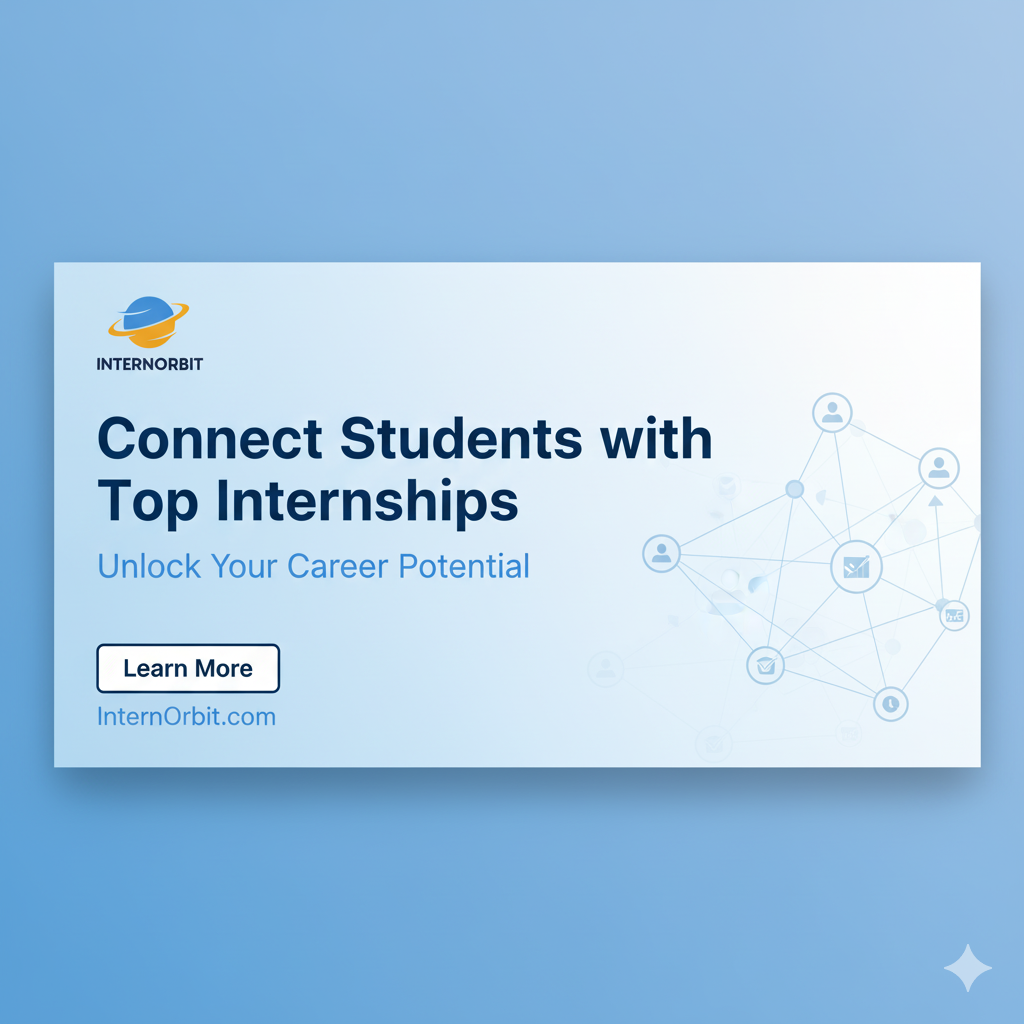 INTERNORBIT
Connect Students with
Top Internships
Unlock Your Career Potential
Learn More
InternOrbit.com